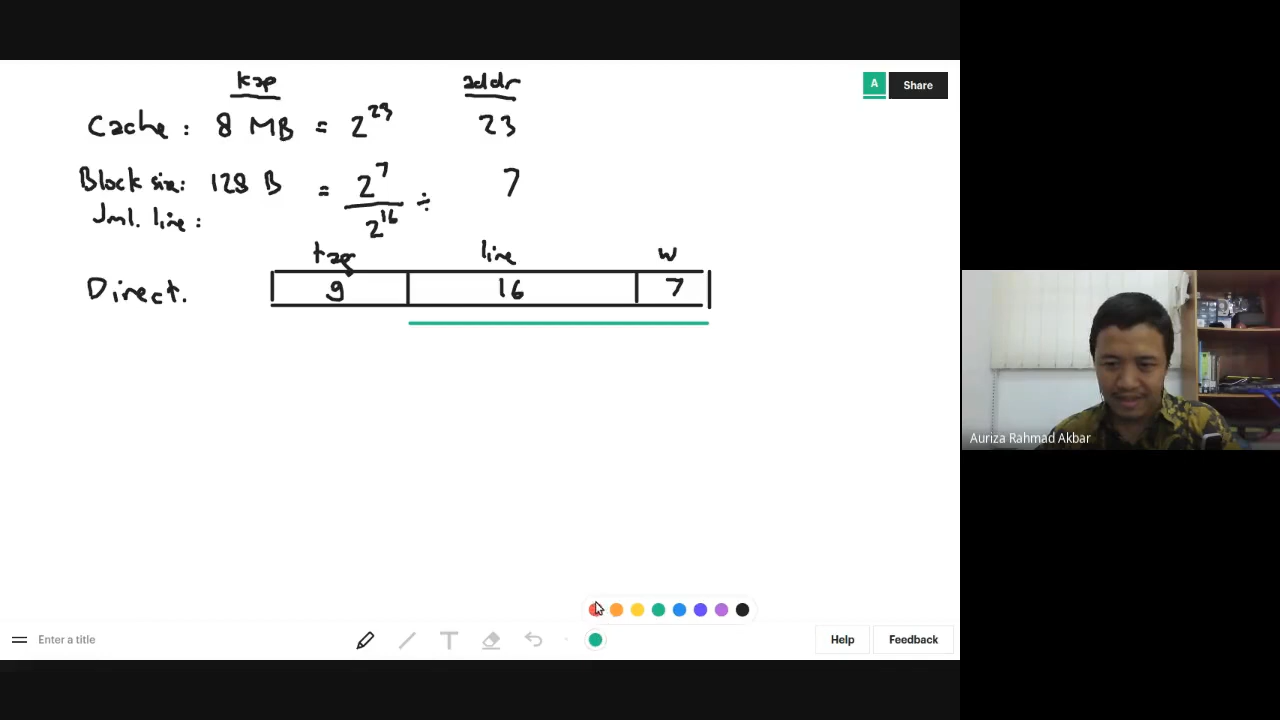 kap addr
A Share
Cache : 8 MB = 2^23 23
Block size: 128 B = 2^7 ÷ 7
Jml. line : 2^16
tag line w
Direct. 9 16 7
Auriza Rahmad Akbar
Enter a title T Help Feedback